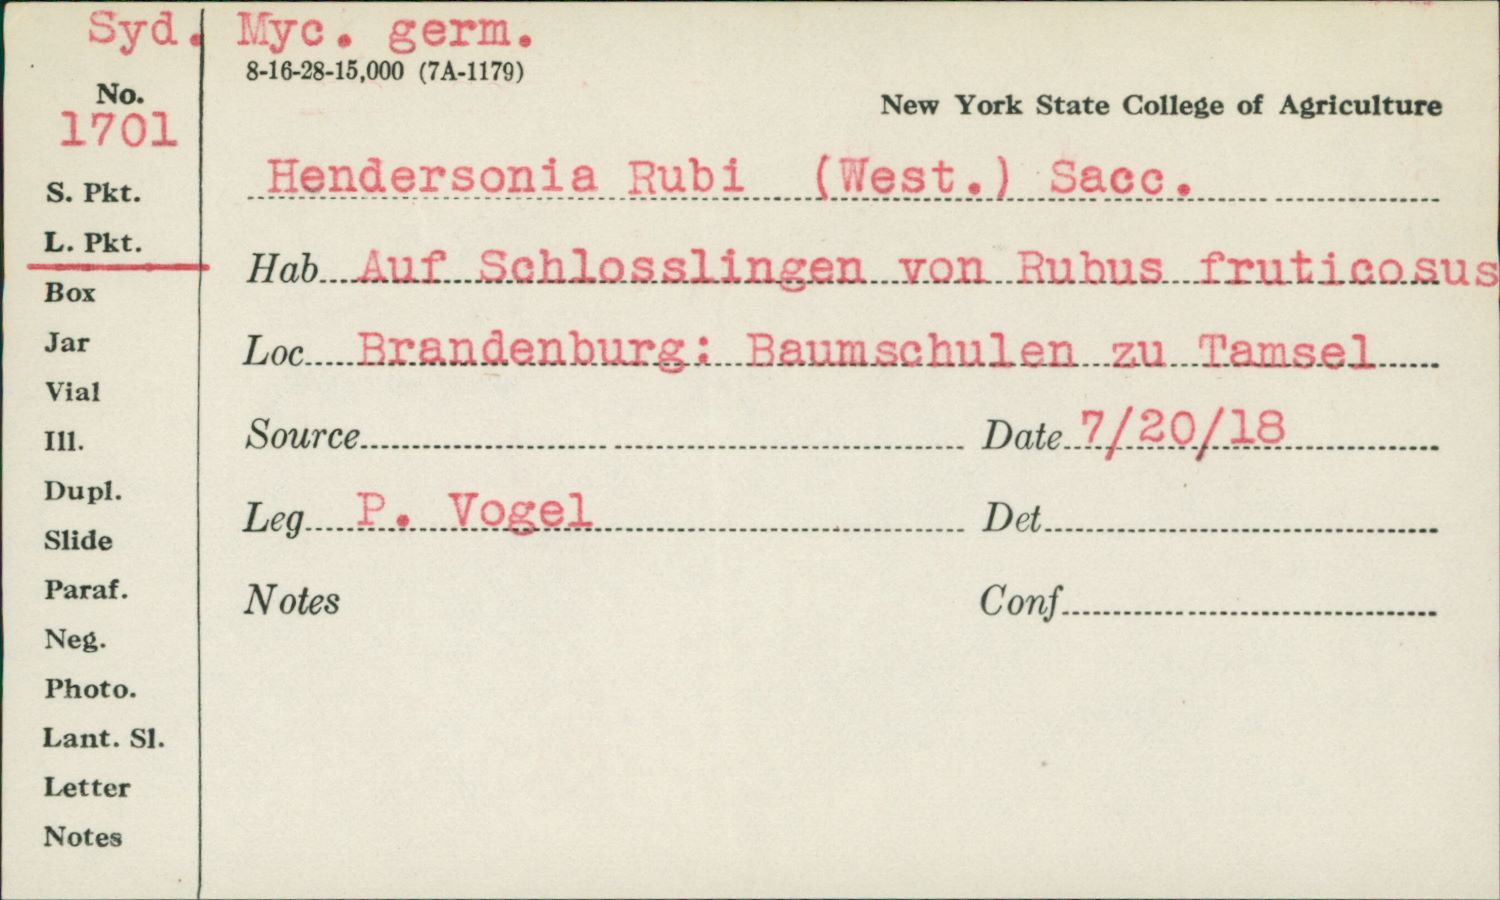 Syd. Myc. germ.
8-16-28-15,000 (7A-1179)
No.
1701
New York State College of Agriculture
Hendersonia Rubi (West.) Sacc.
S. Pkt.
L. Pkt.
Hab Auf Schlosslingen von Rubus fruticosus
Box
Jar
Loc Brandenburg: Baumschulen zu Tamsel
Vial
Ill.
Source Date 7/20/18
Dupl.
Leg P. Vogel Det
Slide
Paraf.
Notes Conf
Neg.
Photo.
Lant. Sl.
Letter
Notes